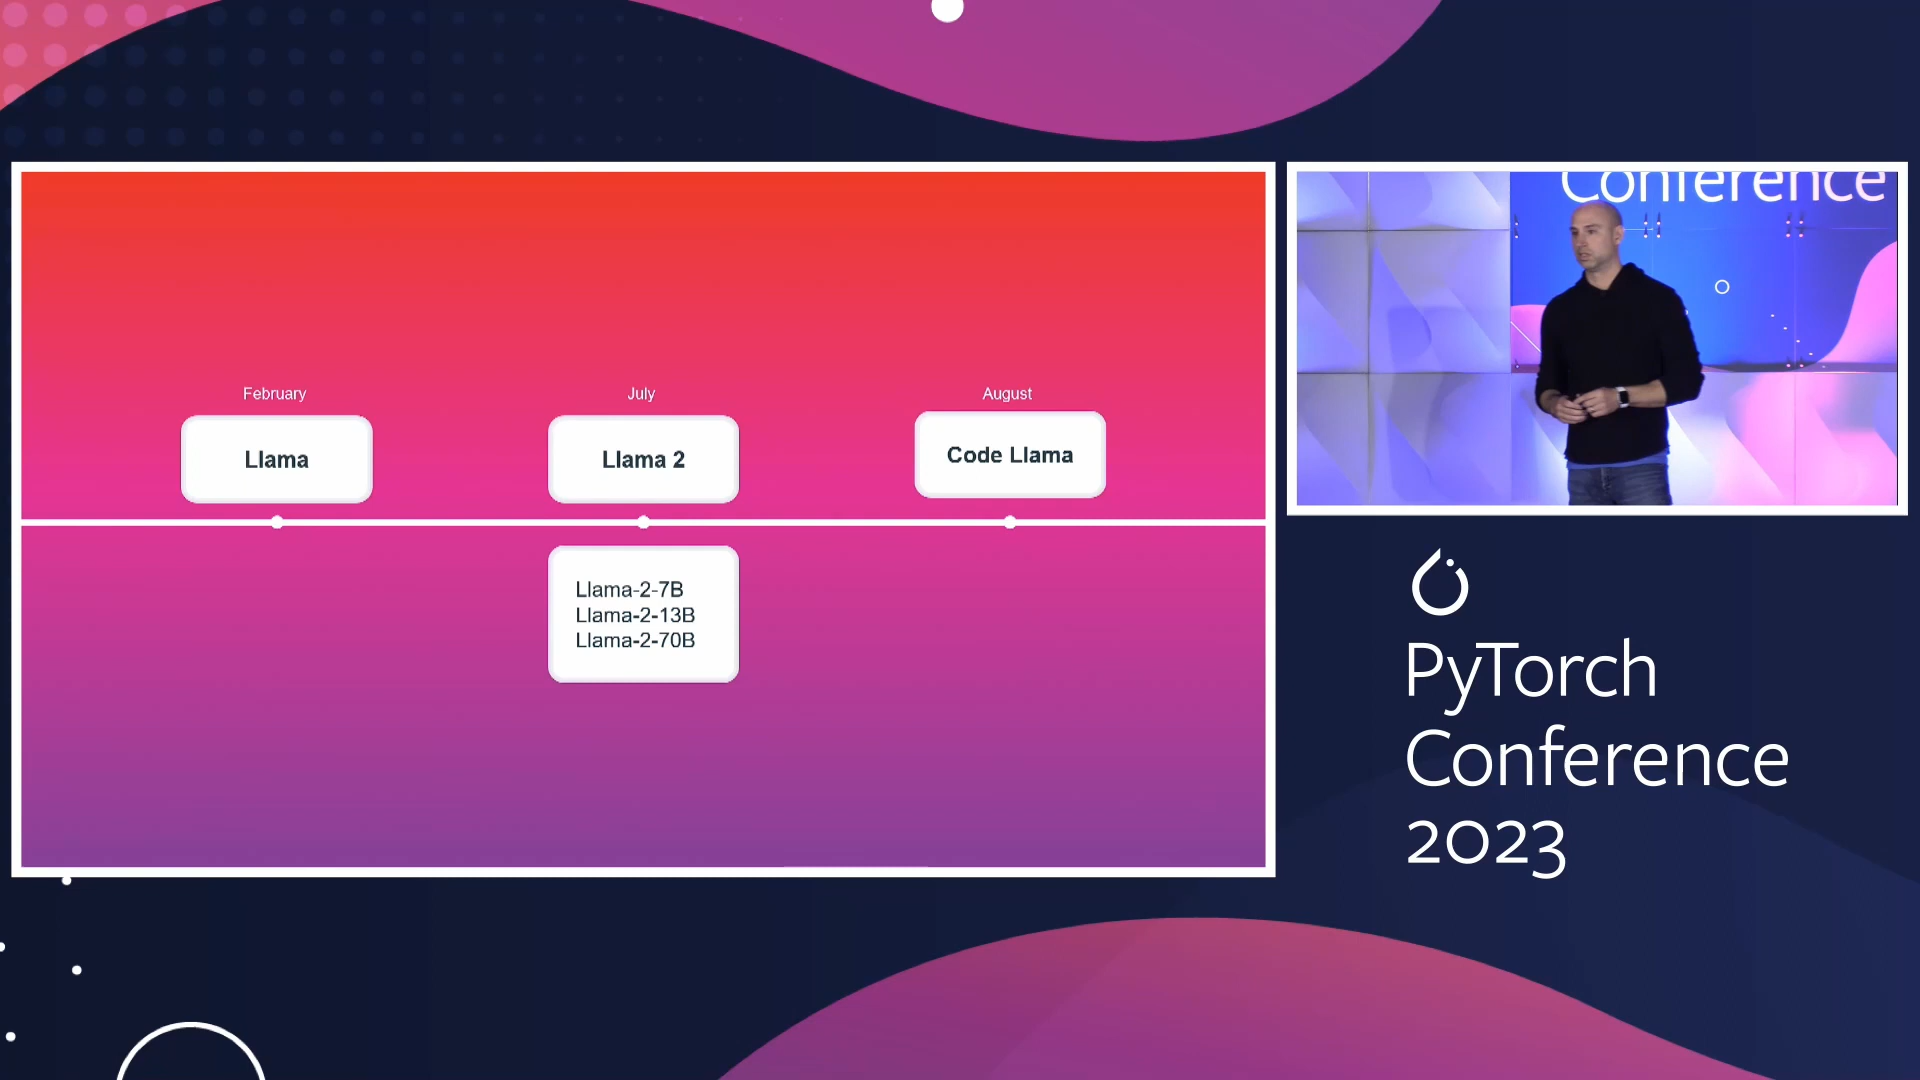 February
July
August
Llama
Llama 2
Code Llama
Llama-2-7B
Llama-2-13B
Llama-2-70B
Conference
PyTorch
Conference
2023